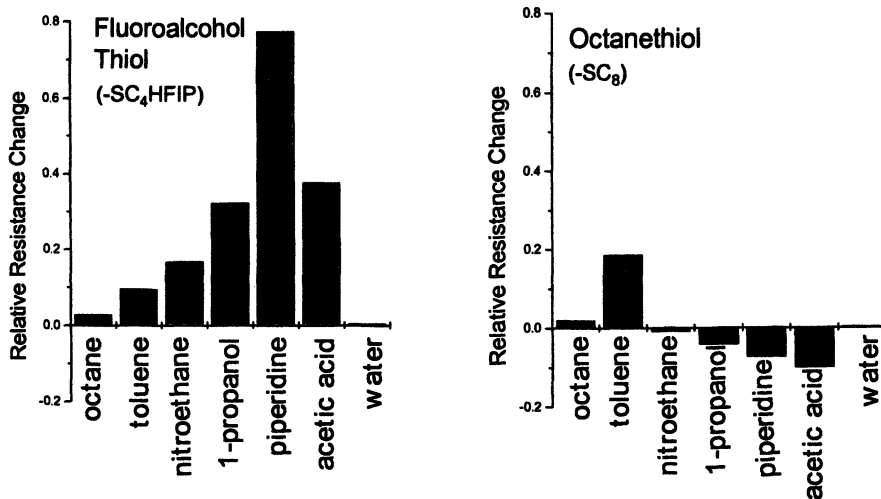 Fluoroalcohol
Thiol
(-SC₄HFIP)
Relative Resistance Change
0.8
0.6
0.4
0.2
0.0
-0.2
octane
toluene
nitroethane
1-propanol
piperidine
acetic acid
water
Octanethiol
(-SC₈)
Relative Resistance Change
0.8
0.6
0.4
0.2
0.0
-0.2
octane
toluene
nitroethane
1-propanol
piperidine
acetic acid
water